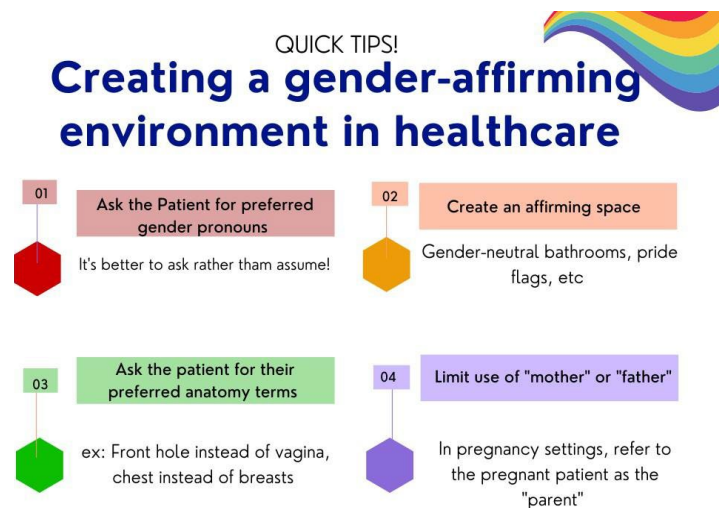 QUICK TIPS!
Creating a gender-affirming
environment in healthcare
01
Ask the Patient for preferred
gender pronouns
It's better to ask rather tham assume!
02
Create an affirming space
Gender-neutral bathrooms, pride
flags, etc
03
Ask the patient for their
preferred anatomy terms
ex: Front hole instead of vagina,
chest instead of breasts
04
Limit use of "mother" or "father"
In pregnancy settings, refer to
the pregnant patient as the
"parent"